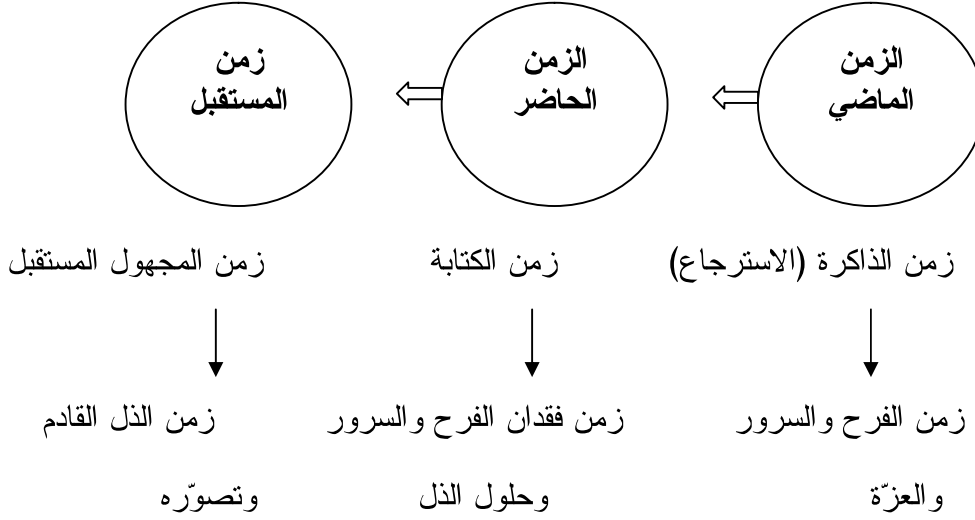 الزمن
الماضي
الزمن
الحاضر
زمن
المستقبل
زمن الذاكرة (الاسترجاع)
زمن الكتابة
زمن المجهول المستقبل
زمن الفرح والسرور
زمن فقدان الفرح والسرور
زمن الذل القادم
والعزّة
وحلول الذل
وتصوّره